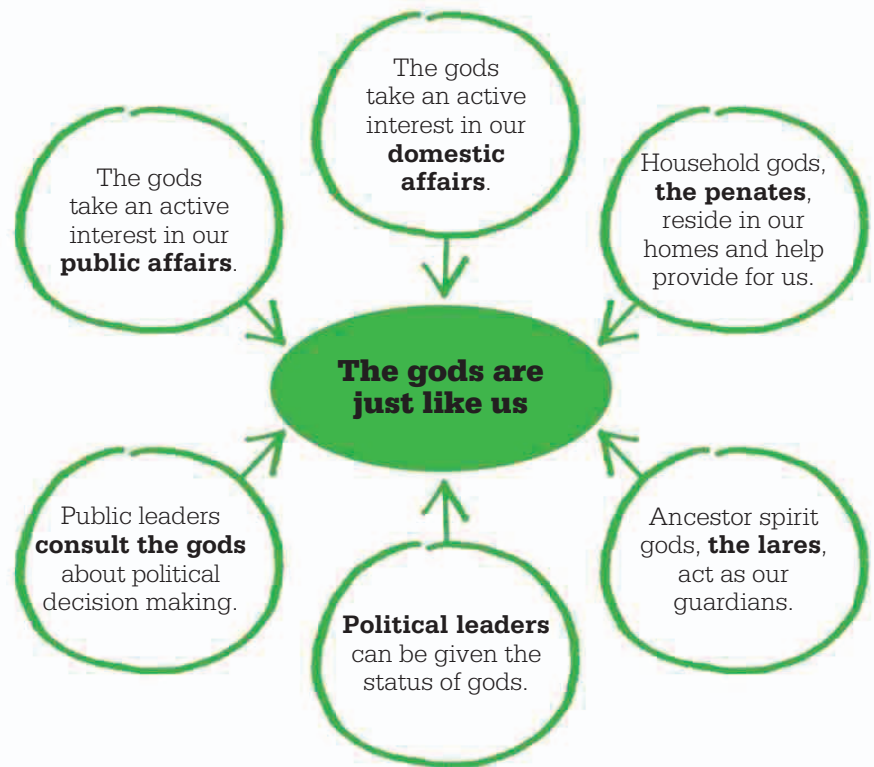 The gods
take an active
interest in our
domestic
affairs.
The gods
take an active
interest in our
public affairs.
Household gods,
the penates,
reside in our
homes and help
provide for us.
The gods are
just like us
Public leaders
consult the gods
about political
decision making.
Political leaders
can be given the
status of gods.
Ancestor spirit
gods, the lares,
act as our
guardians.